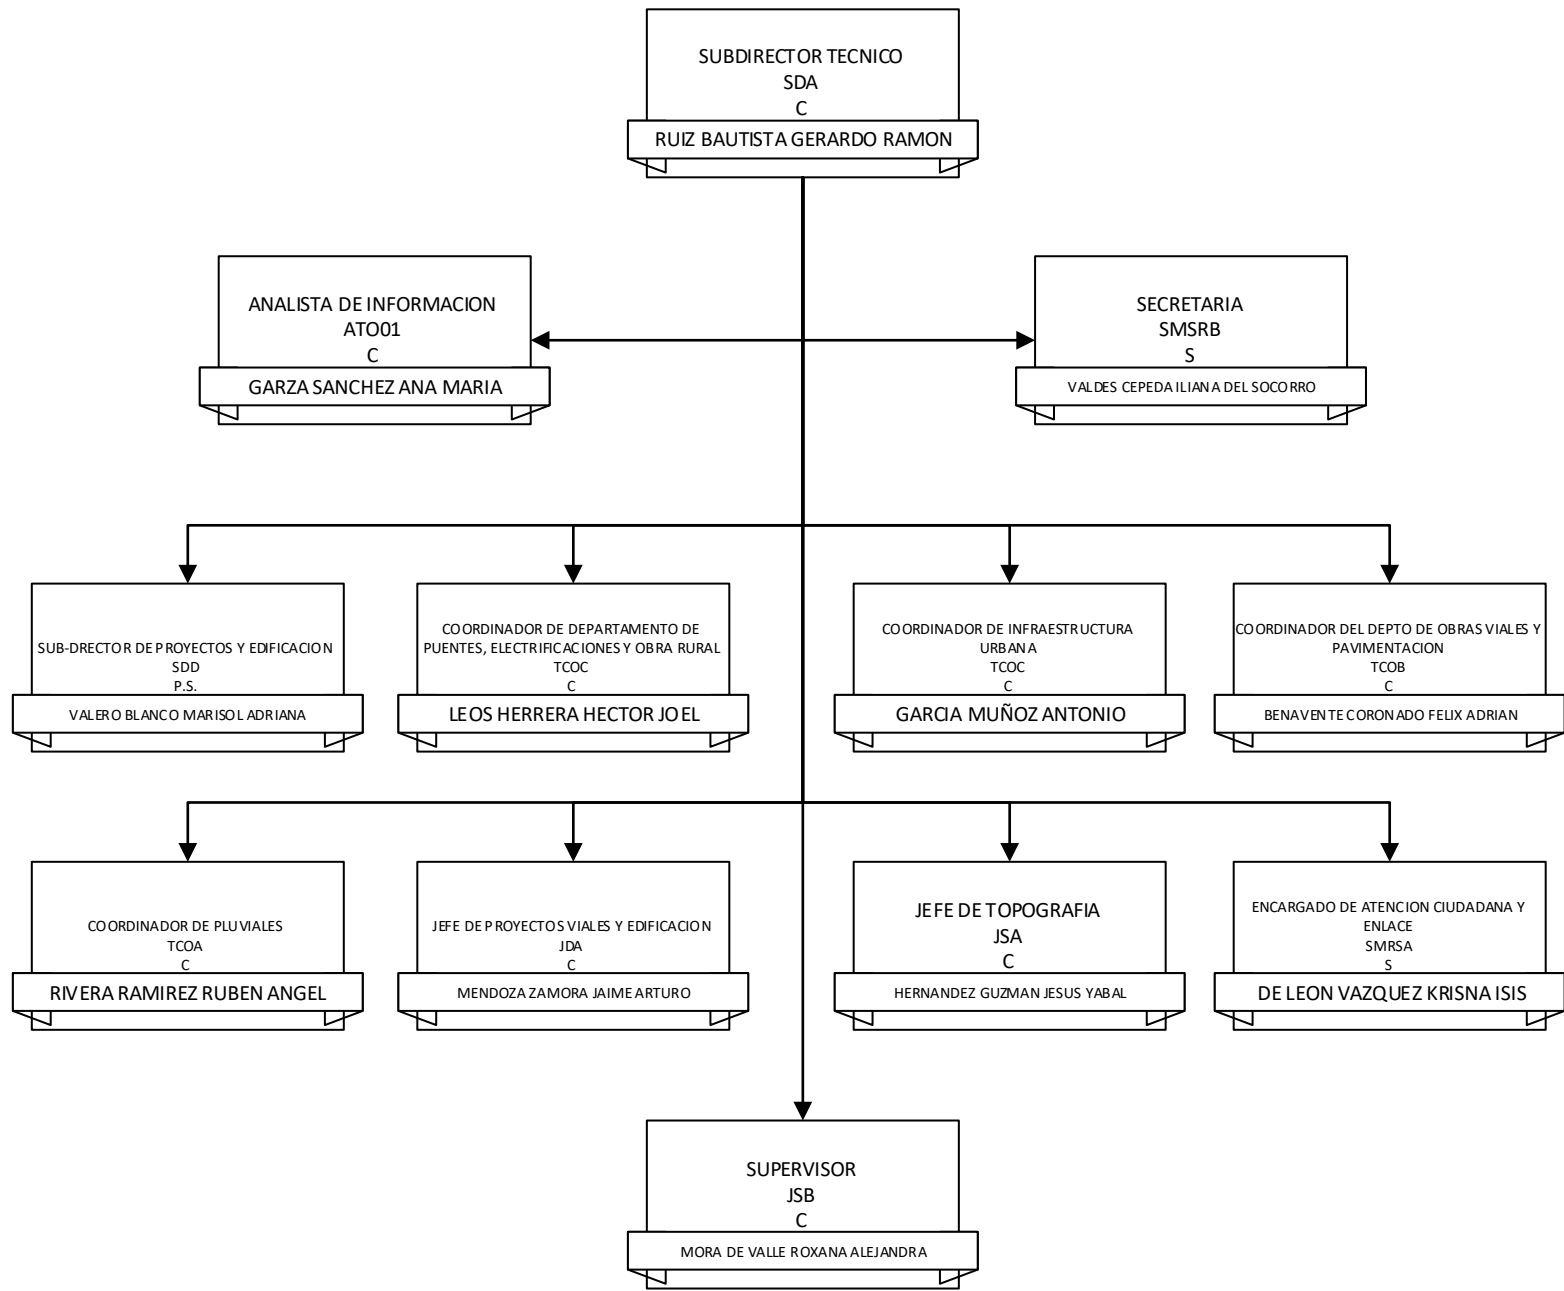 SUBDIRECTOR TECNICO
SDA
C
RUIZ BAUTISTA GERARDO RAMON
ANALISTA DE INFORMACION
ATO01
C
GARZA SANCHEZ ANA MARIA
SECRETARIA
SMSRB
S
VALDES CEPEDA ILIANA DEL SOCORRO
SUB-DRECTOR DE PROYECTOS Y EDIFICACION
SDD
P.S.
VALERO BLANCO MARISOL ADRIANA
COORDINADOR DE DEPARTAMENTO DE
PUENTES, ELECTRIFICACIONES Y OBRA RURAL
TCOC
C
LEOS HERRERA HECTOR JOEL
COORDINADOR DE INFRAESTRUCTURA
URBANA
TCOC
C
GARCIA MUÑOZ ANTONIO
COORDINADOR DEL DEPTO DE OBRAS VIALES Y
PAVIMENTACION
TCOB
C
BENAVENTE CORONADO FELIX ADRIAN
COORDINADOR DE PLUVIALES
TCOA
C
RIVERA RAMIREZ RUBEN ANGEL
JEFE DE PROYECTOS VIALES Y EDIFICACION
JDA
C
MENDOZA ZAMORA JAIME ARTURO
JEFE DE TOPOGRAFIA
JSA
C
HERNANDEZ GUZMAN JESUS YABAL
ENCARGADO DE ATENCION CIUDADANA Y
ENLACE
SMRSA
S
DE LEON VAZQUEZ KRISNA ISIS
SUPERVISOR
JSB
C
MORA DE VALLE ROXANA ALEJANDRA